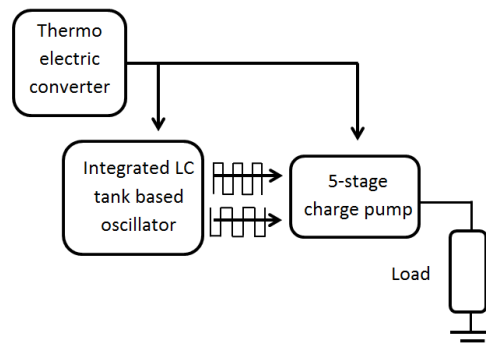 Thermo
electric
converter
Integrated LC
tank based
oscillator
5-stage
charge pump
Load